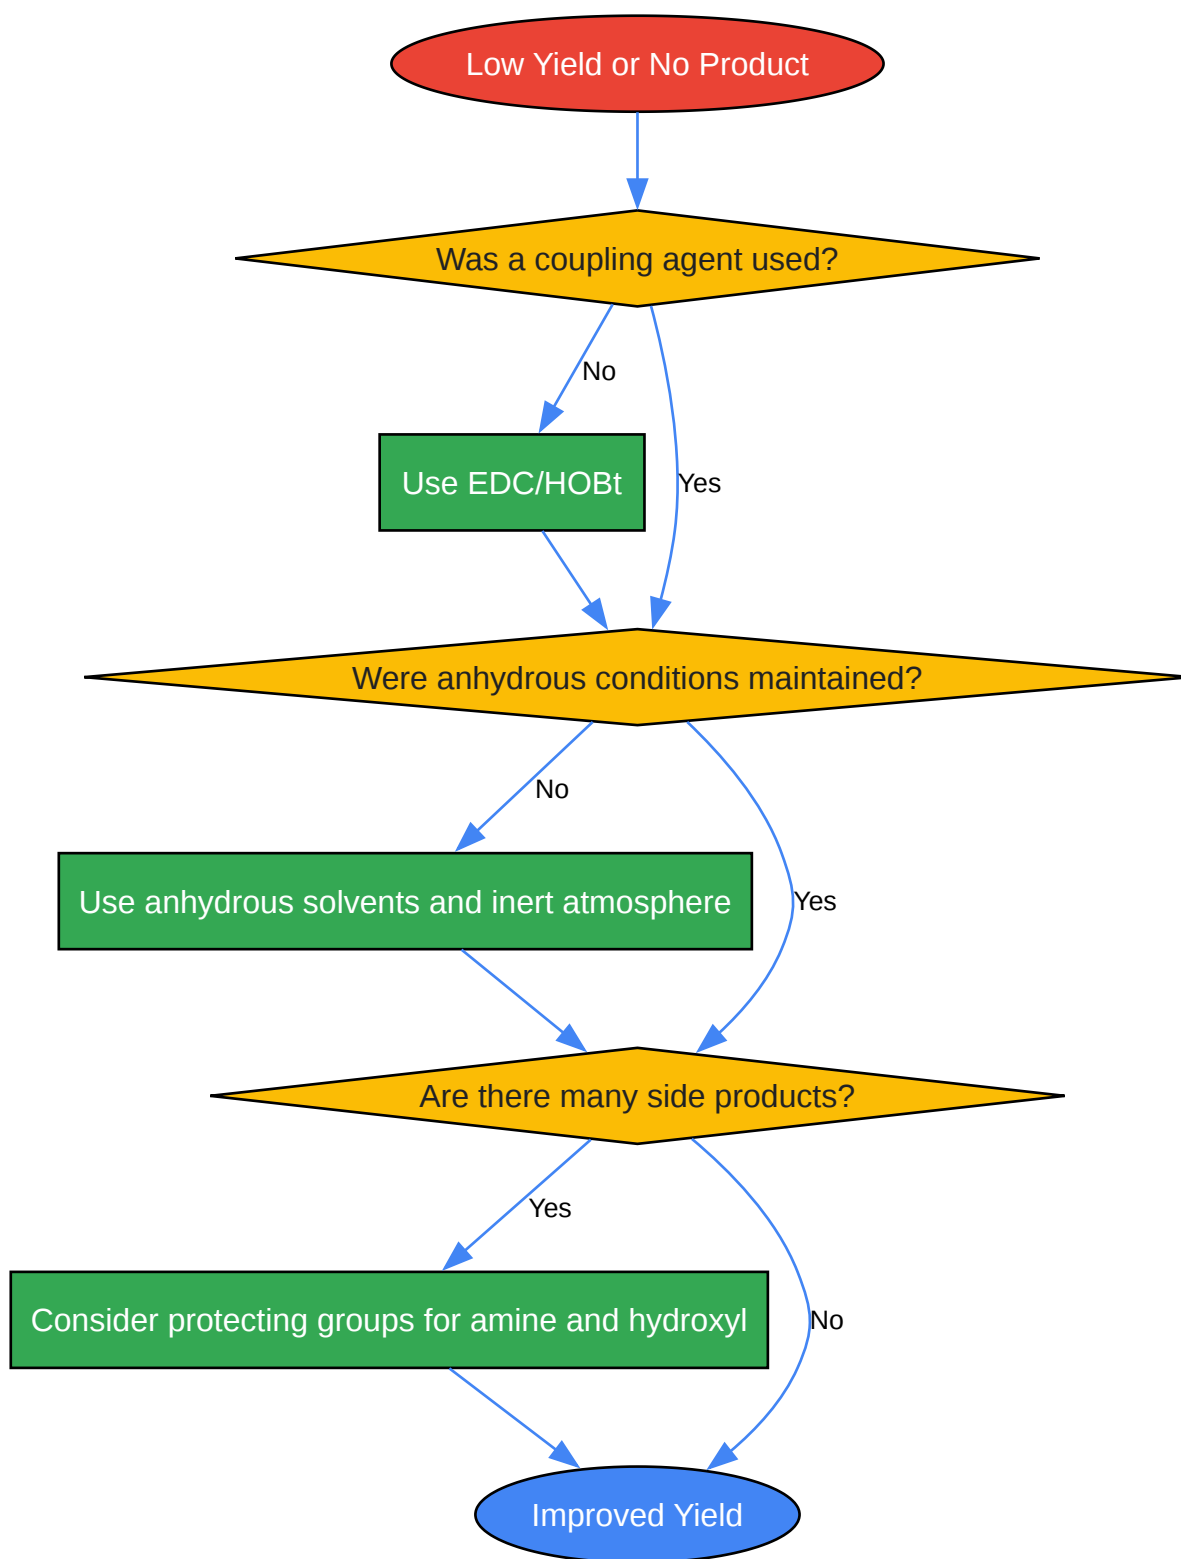 Low Yield or No Product
Was a coupling agent used?
No
Use EDC/HOBt
Yes
Were anhydrous conditions maintained?
No
Use anhydrous solvents and inert atmosphere
Yes
Are there many side products?
Yes
Consider protecting groups for amine and hydroxyl
No
Improved Yield